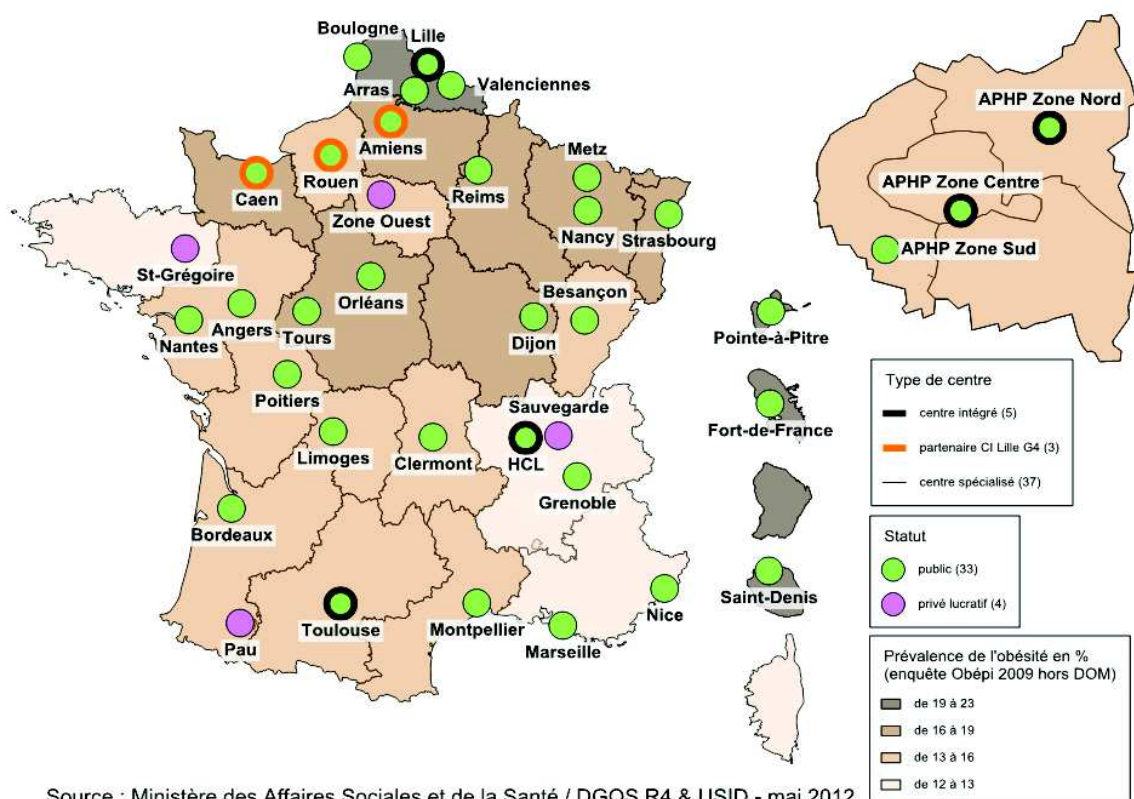 Boulogne
Lille
Arras
Valenciennes
Amiens
Rouen
Caen
Reims
Metz
Nancy
Strasbourg
Zone Ouest
St-Grégoire
Orléans
Angers
Nantes
Tours
Besançon
Dijon
Poitiers
Limoges
Clermont
Sauvegarde
HCL
Grenoble
Bordeaux
Pau
Toulouse
Montpellier
Marseille
Nice
Pointe-à-Pitre
Fort-de-France
Saint-Denis
APHP Zone Nord
APHP Zone Centre
APHP Zone Sud
Type de centre
centre intégré (5)
partenaire CI Lille G4 (3)
centre spécialisé (37)
Statut
public (33)
privé lucratif (4)
Prévalence de l'obésité en %
(enquête Obépi 2009 hors DOM)
de 19 à 23
de 16 à 19
de 13 à 16
de 12 à 13
Source : Ministère des Affaires Sociales et de la Santé / DGOS R4 & USID - mai 2012